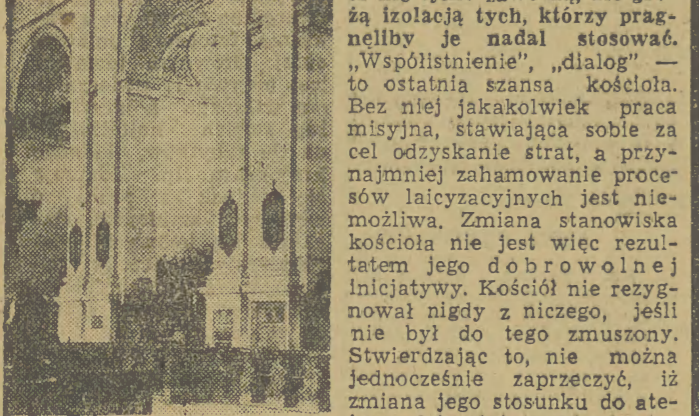 żą izolacją tych, którzy prag-
nęliby je nadal stosować.
„Współistnienie”, „dialog” —
to ostatnia szansa kościoła.
Bez niej jakakolwiek praca
misyjna, stawiająca sobie za
cel odzyskanie strat, a przy-
najmniej zahamowanie proce-
sów laicyzacyjnych jest nie-
możliwa. Zmiana stanowiska
kościoła nie jest więc rezul-
tatem jego dobrowolnej
inicjatywy. Kościół nie rezyg-
nował nigdy z niczego, jeśli
nie był do tego zmuszony.
Stwierdzając to, nie można
jednocześnie zaprzeczyć, iż
zmiana jego stosunku do ate-